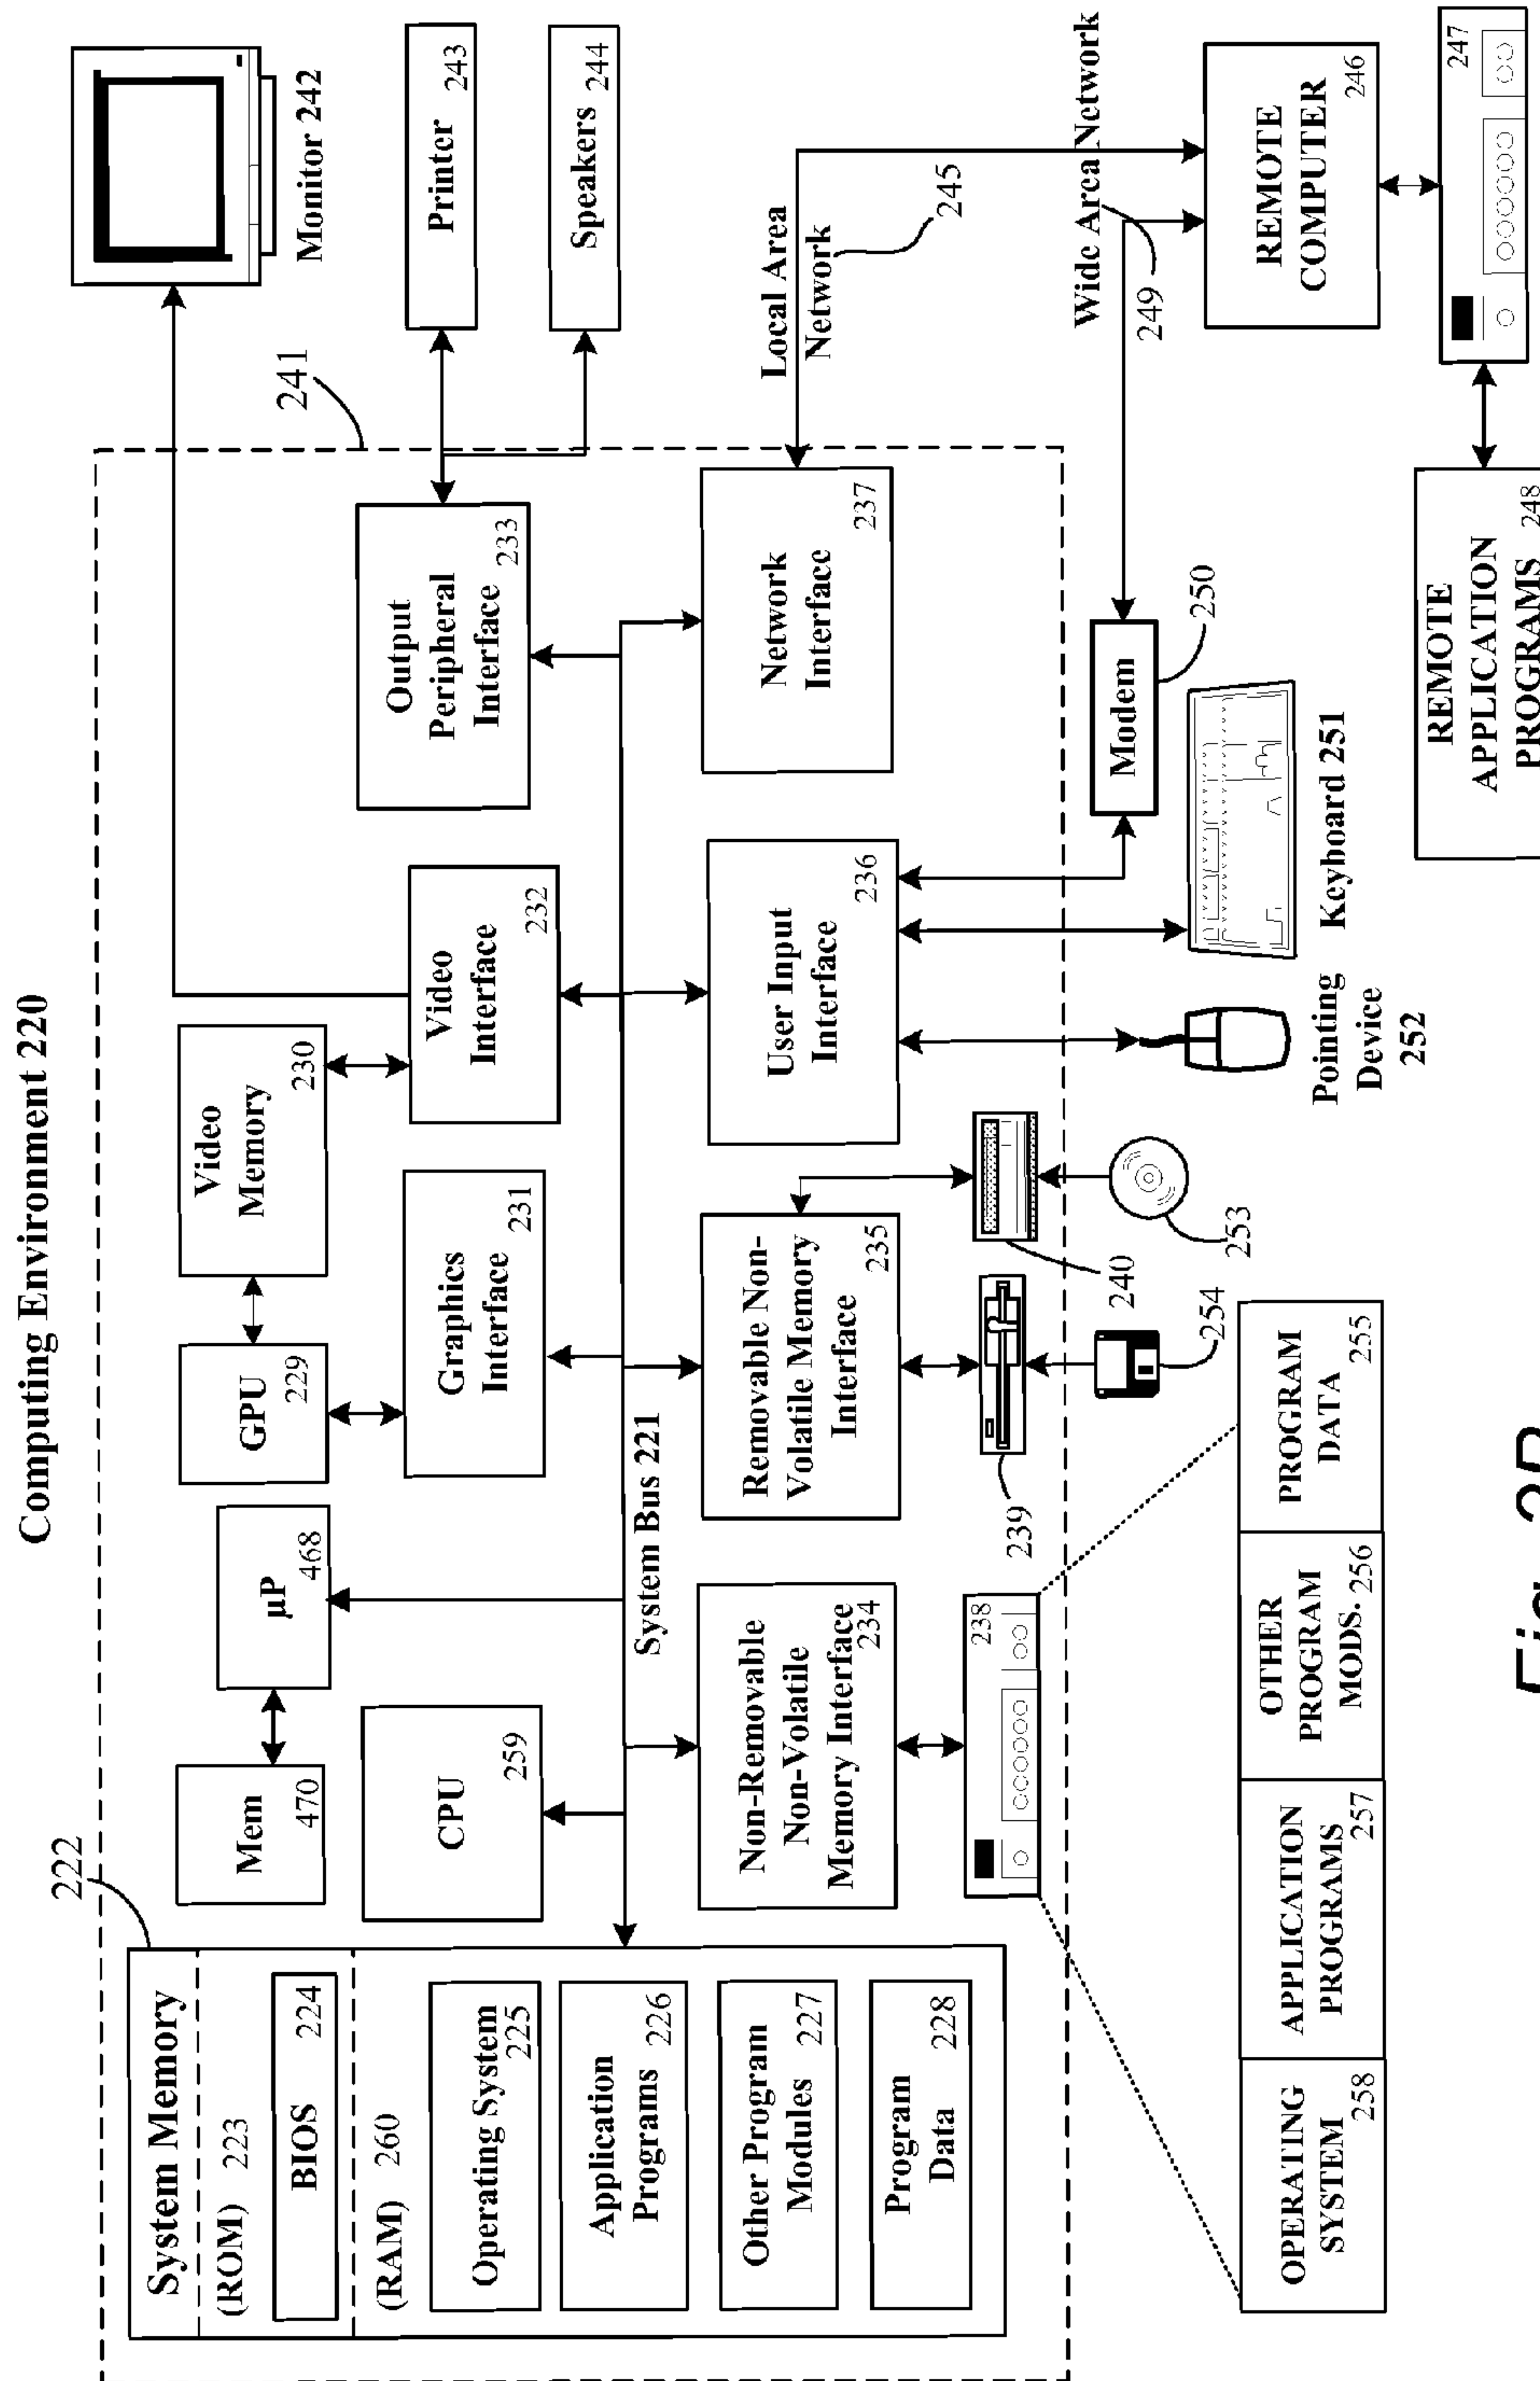 Computing Environment 220
222
241
System Memory
(ROM) 223
BIOS 224
(RAM) 260
Operating System
225
Application
Programs 226
Other Program
Modules 227
Program
Data 228
Mem
470
µP
468
CPU
259
GPU
229
Video
Memory
230
Graphics
Interface
231
Video
Interface
232
Output
Peripheral
Interface
233
System Bus 221
Non-Removable
Non-Volatile
Memory Interface
234
Removable Non-
Volatile Memory
Interface
235
User Input
Interface
236
Network
Interface
237
Monitor 242
Printer
243
Speakers
244
Local Area
Network
245
Wide Area Network
249
238
239
240
253
254
Modem
250
Keyboard 251
Pointing
Device
252
REMOTE
COMPUTER
246
247
REMOTE
APPLICATION
PROGRAMS 248
OPERATING
SYSTEM
258
APPLICATION
PROGRAMS
257
OTHER
PROGRAM
MODS. 256
PROGRAM
DATA
255